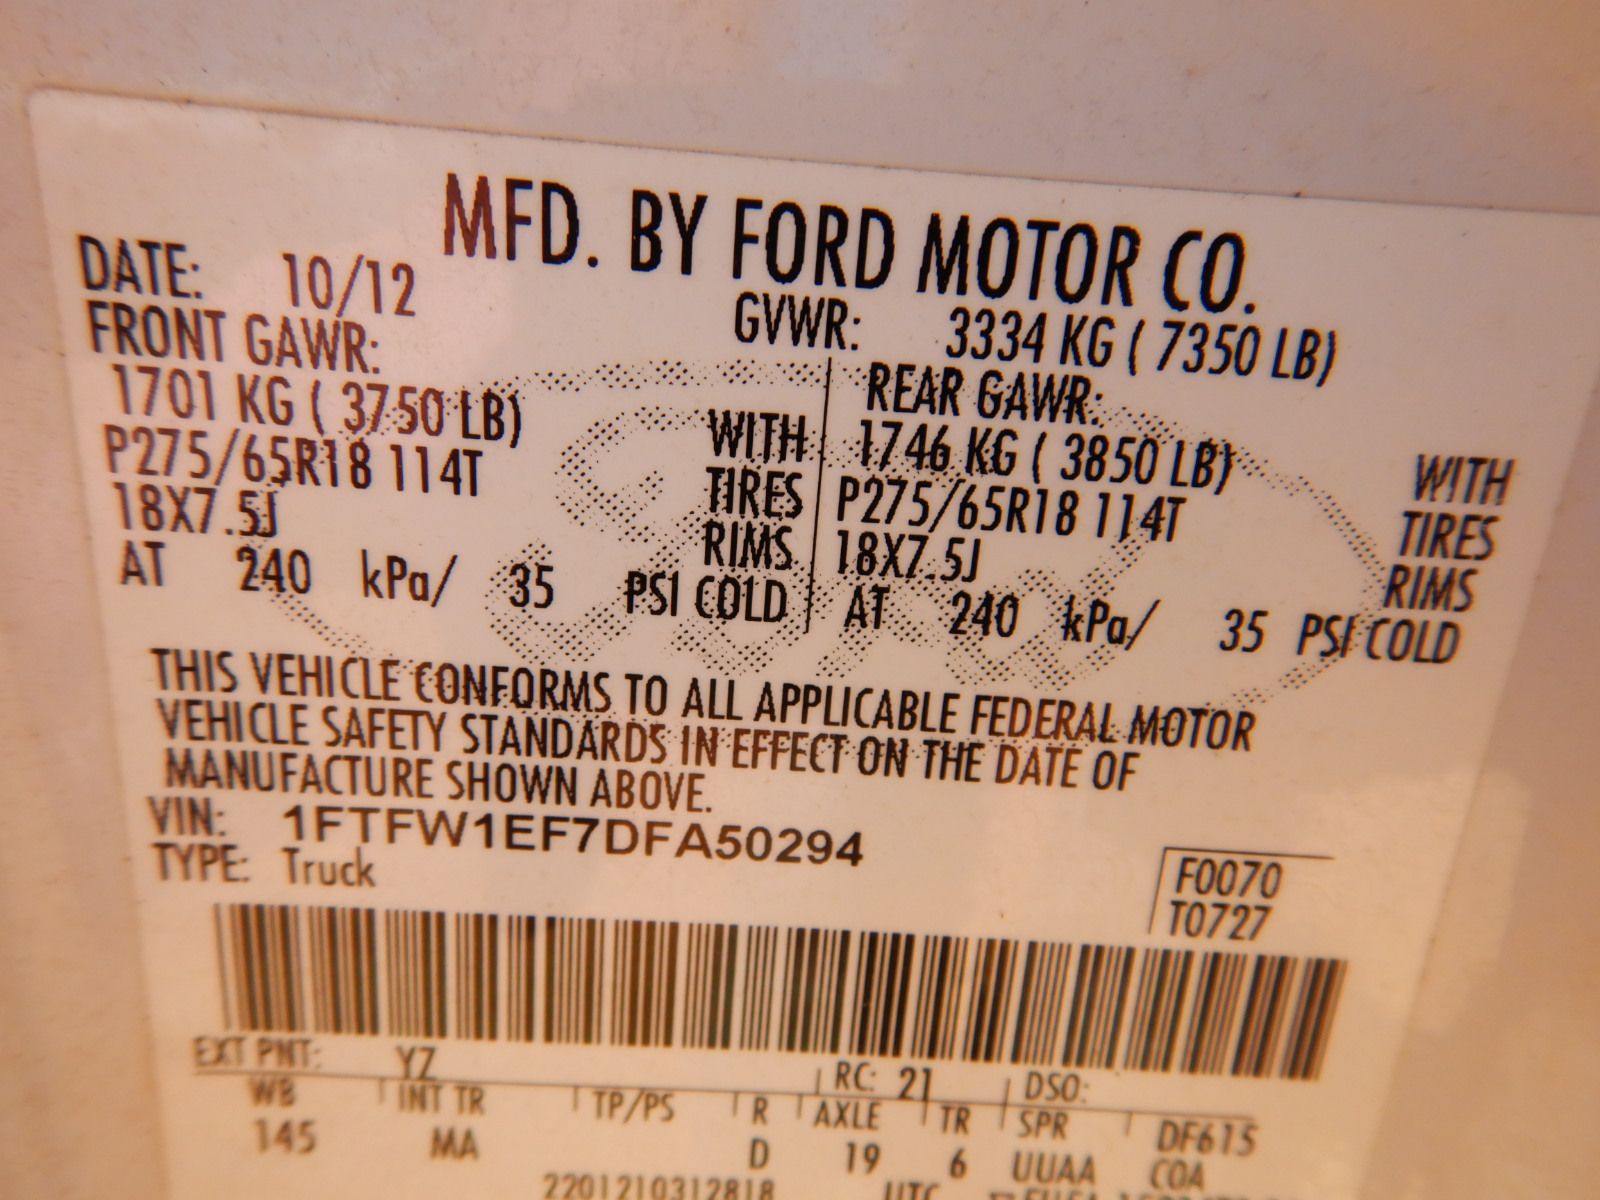 MFD. BY FORD MOTOR CO.
DATE: 10/12 GVWR: 3334 KG ( 7350 LB)
FRONT GAWR: REAR GAWR:
1701 KG ( 3750 LB) WITH 1746 KG ( 3850 LB) WITH
P275/65R18 114T TIRES P275/65R18 114T TIRES
18X7.5J RIMS 18X7.5J RIMS
AT 240 kPa/ 35 PSI COLD AT 240 kPa/ 35 PSI COLD
THIS VEHICLE CONFORMS TO ALL APPLICABLE FEDERAL MOTOR
VEHICLE SAFETY STANDARDS IN EFFECT ON THE DATE OF
MANUFACTURE SHOWN ABOVE.
VIN: 1FTFW1EF7DFA50294
TYPE: Truck
F0070
T0727
EXT PNT: YZ RC: 21 DSO:
WB INT TR TP/PS R AXLE TR SPR DF615
145 MA D 19 6 UUAA COA
2201210312818 UTC